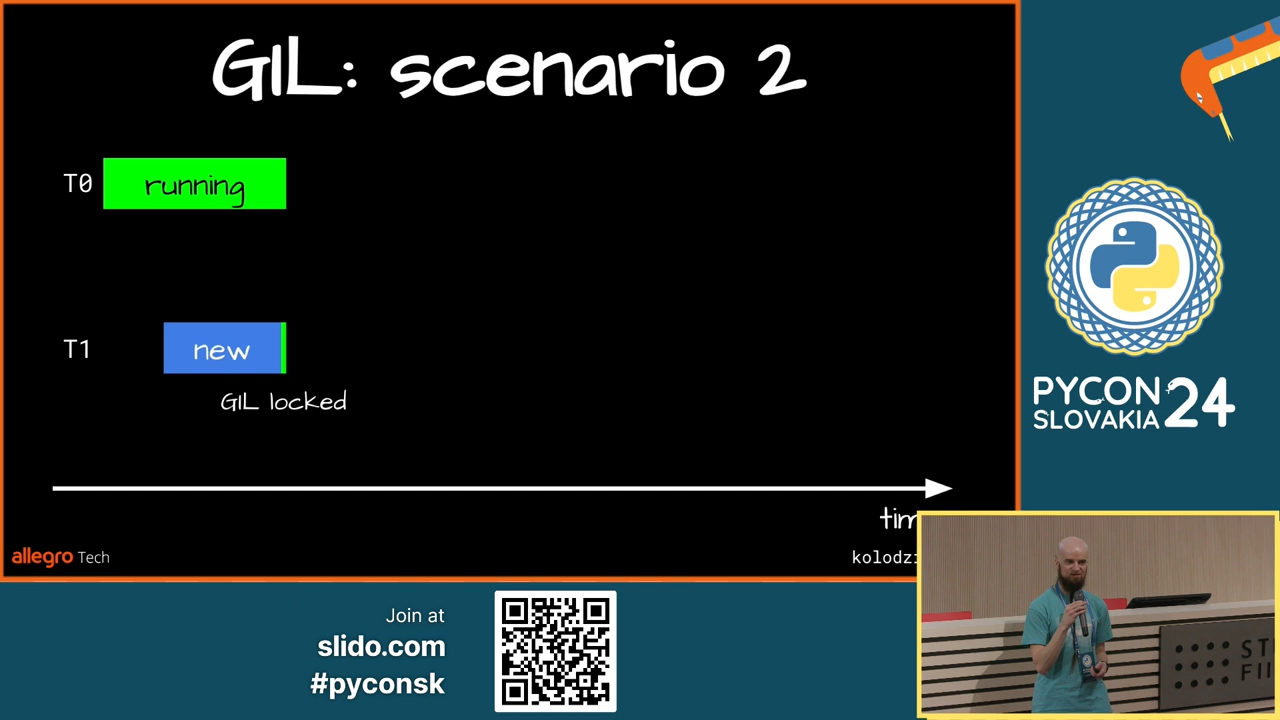 GIL: scenario 2
T0 running
T1 new
GIL locked
allegro Tech
PYCON 24
SLOVAKIA
Join at
slido.com
#pyconsk